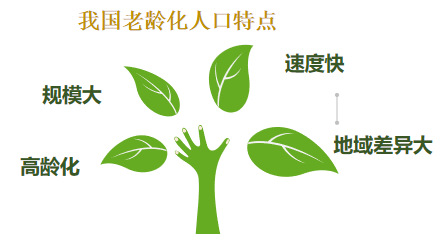 我国老龄化人口特点
速度快
规模大
地域差异大
高龄化